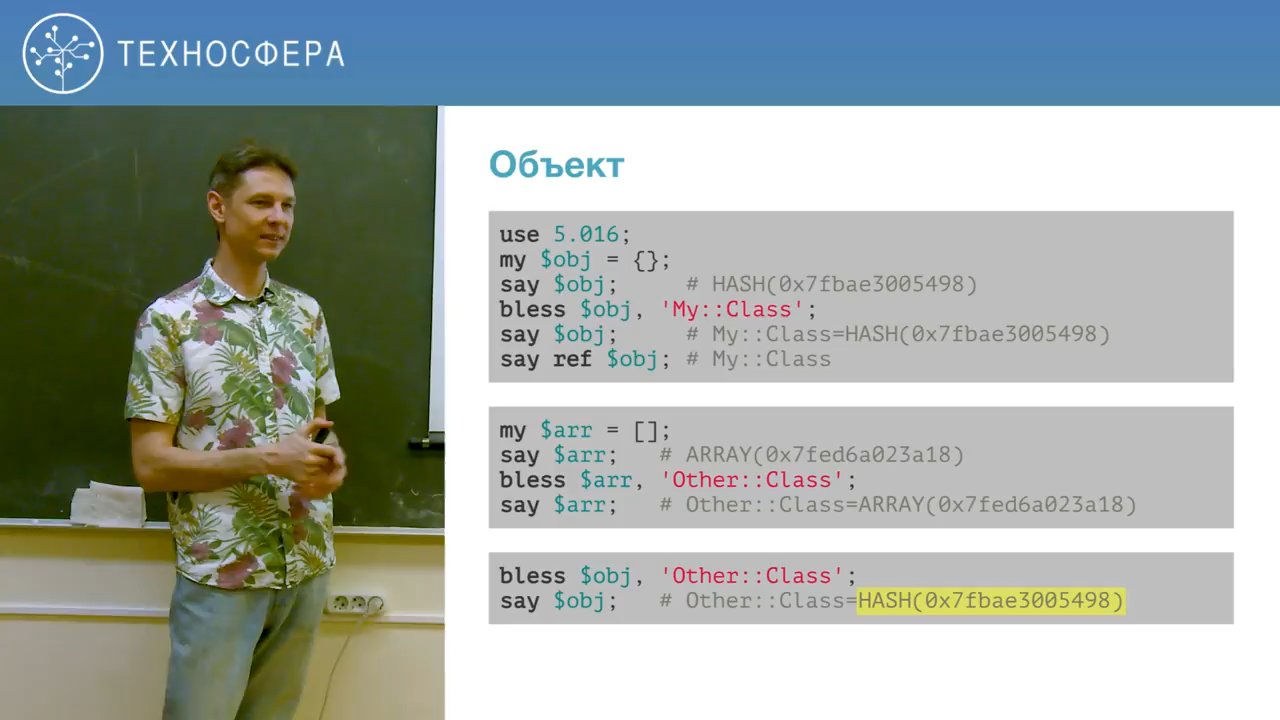 ТЕХНОСФЕРА
Объект
use 5.016;
my $obj = {};
say $obj;     # HASH(0x7fbae3005498)
bless $obj, 'My::Class';
say $obj;     # My::Class=HASH(0x7fbae3005498)
say ref $obj; # My::Class
my $arr = [];
say $arr;   # ARRAY(0x7fed6a023a18)
bless $arr, 'Other::Class';
say $arr;   # Other::Class=ARRAY(0x7fed6a023a18)
bless $obj, 'Other::Class';
say $obj;   # Other::Class=HASH(0x7fbae3005498)